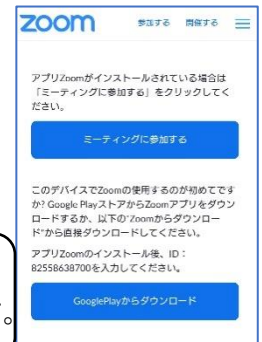 zoom 参加する 開催する
アプリZoomがインストールされている場合は
「ミーティングに参加する」をクリックしてく
ださい。
ミーティングに参加する
このデバイスでZoomの使用するのが初めてです
か? Google PlayストアからZoomアプリをダウン
ロードするか、以下の"Zoomからダウンロー
ド"から直接ダウンロードしてください。
アプリZoomのインストール後、ID：
82558638700を入力してください。
GooglePlayからダウンロード
。